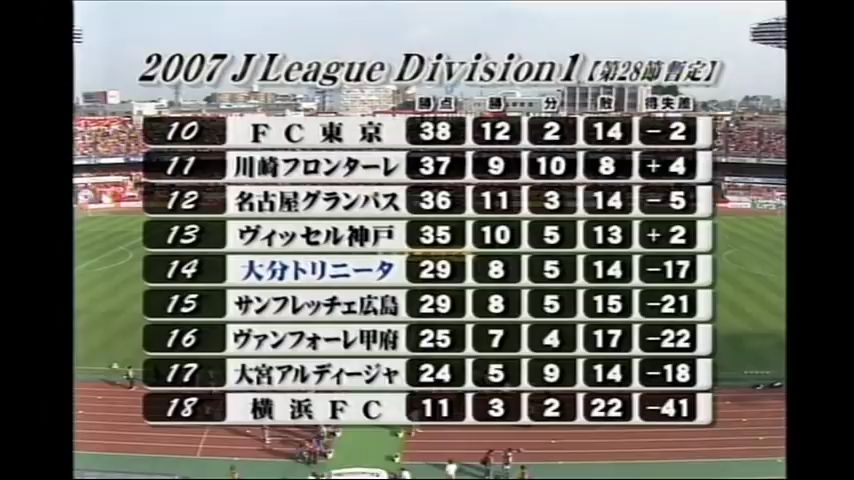 2007 J League Division1【第28節 暫定】
勝点 勝 分 敗 得失差
10 FC東京 38 12 2 14 -2
11 川崎フロンターレ 37 9 10 8 +4
12 名古屋グランパス 36 11 3 14 -5
13 ヴィッセル神戸 35 10 5 13 +2
14 大分トリニータ 29 8 5 14 -17
15 サンフレッチェ広島 29 8 5 15 -21
16 ヴァンフォーレ甲府 25 7 4 17 -22
17 大宮アルディージャ 24 5 9 14 -18
18 横浜FC 11 3 2 22 -41